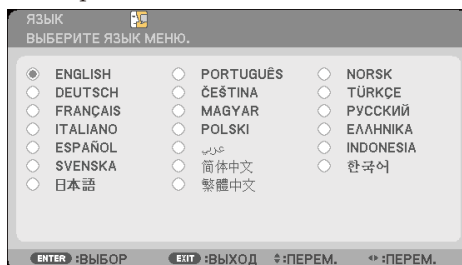 ЯЗЫК
ВЫБЕРИТЕ ЯЗЫК МЕНЮ.
ENGLISH PORTUGUÊS NORSK
DEUTSCH ČEŠTINA TÜRKÇE
FRANÇAIS MAGYAR РУССКИЙ
ITALIANO POLSKI ΕΛΛΗΝΙΚΑ
ESPAÑOL عربي INDONESIA
SVENSKA 简体中文 한국어
日本語 繁體中文
ENTER :ВЫБОР EXIT :ВЫХОД :ПЕРЕМ. :ПЕРЕМ.